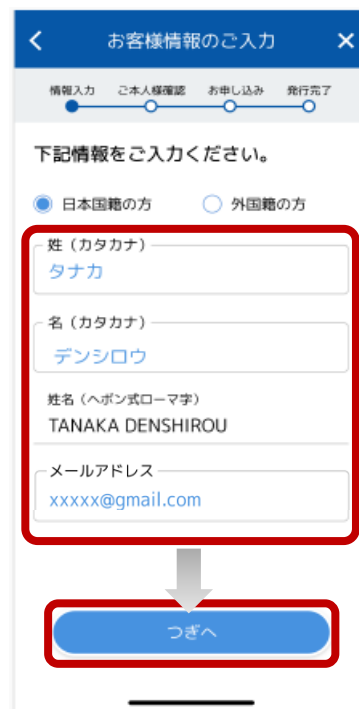 お客様情報のご入力
情報入力 ご本人様確認 お申し込み 発行完了
下記情報をご入力ください。
日本国籍の方 外国籍の方
姓（カタカナ）
タナカ
名（カタカナ）
デンシロウ
姓名（ヘボン式ローマ字）
TANAKA DENSHIROU
メールアドレス
xxxxx@gmail.com
つぎへ